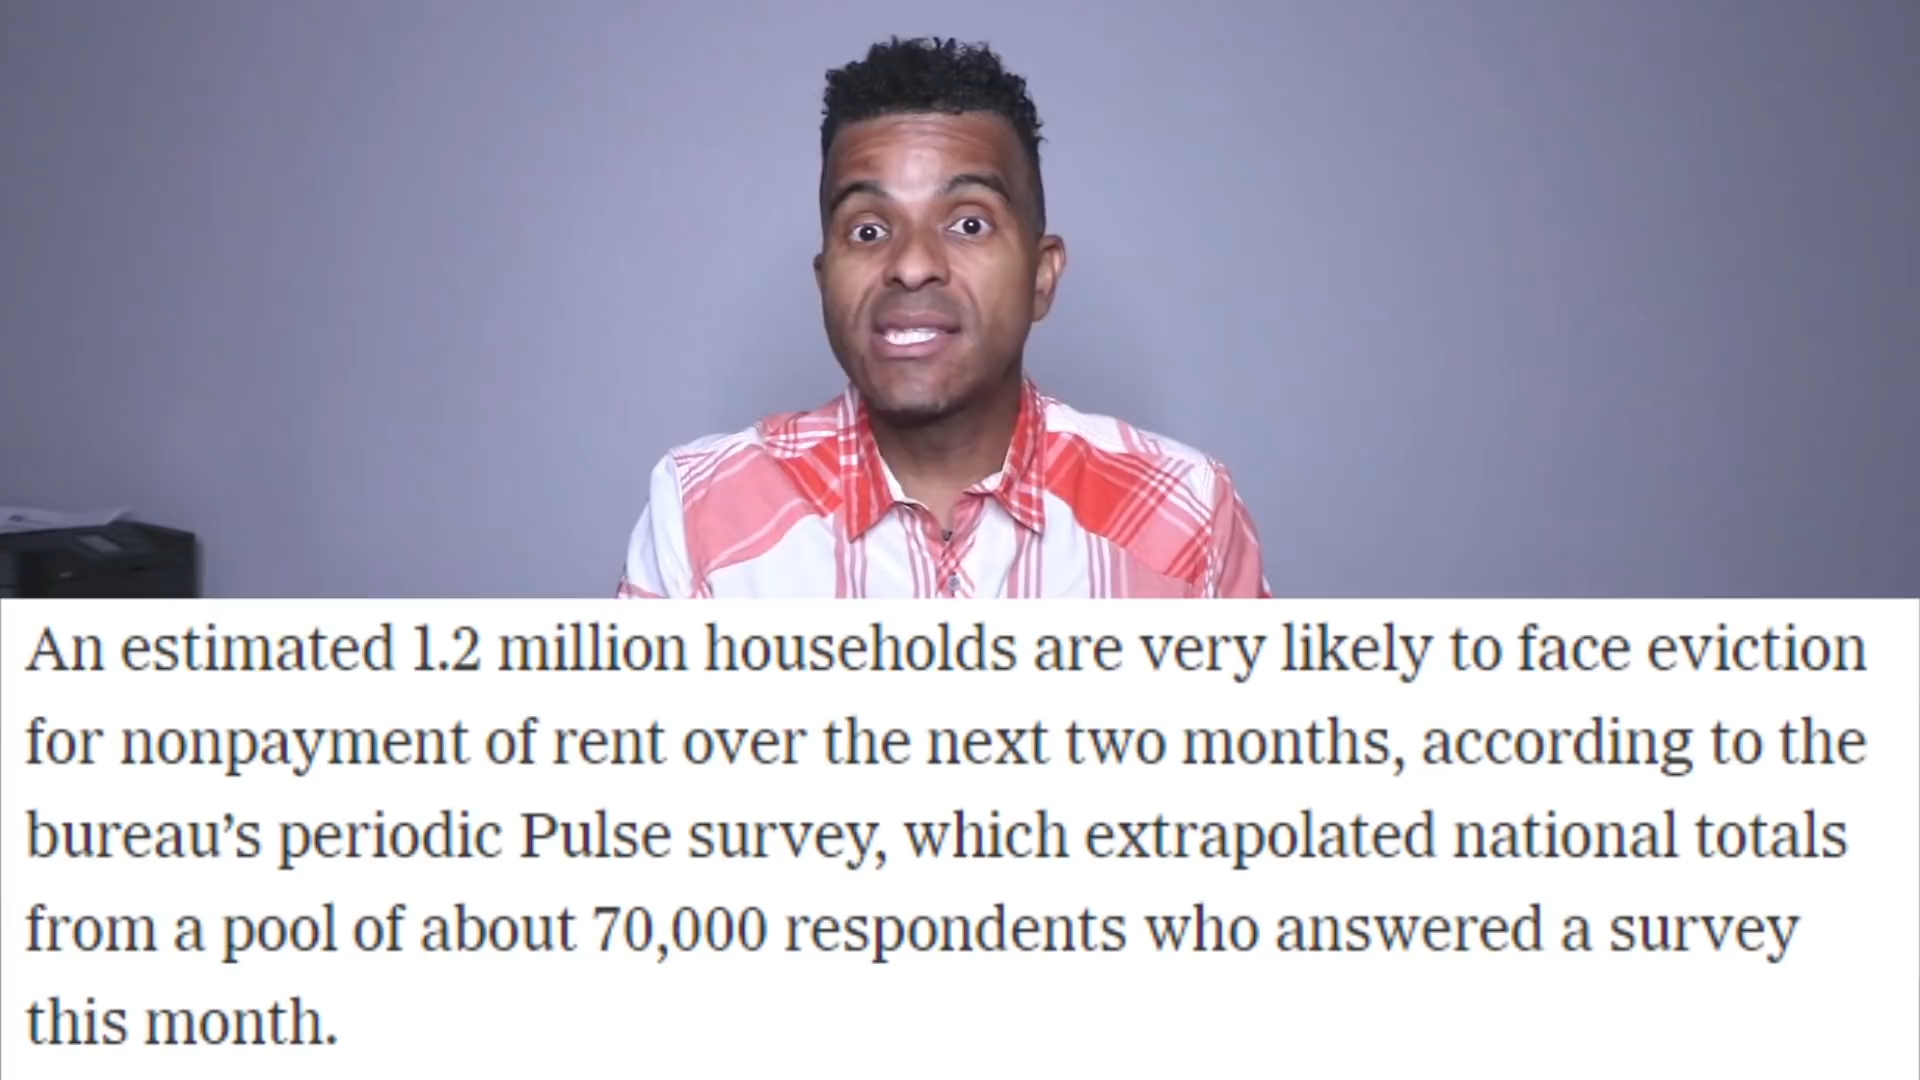 An estimated 1.2 million households are very likely to face eviction
for nonpayment of rent over the next two months, according to the
bureau’s periodic Pulse survey, which extrapolated national totals
from a pool of about 70,000 respondents who answered a survey
this month.